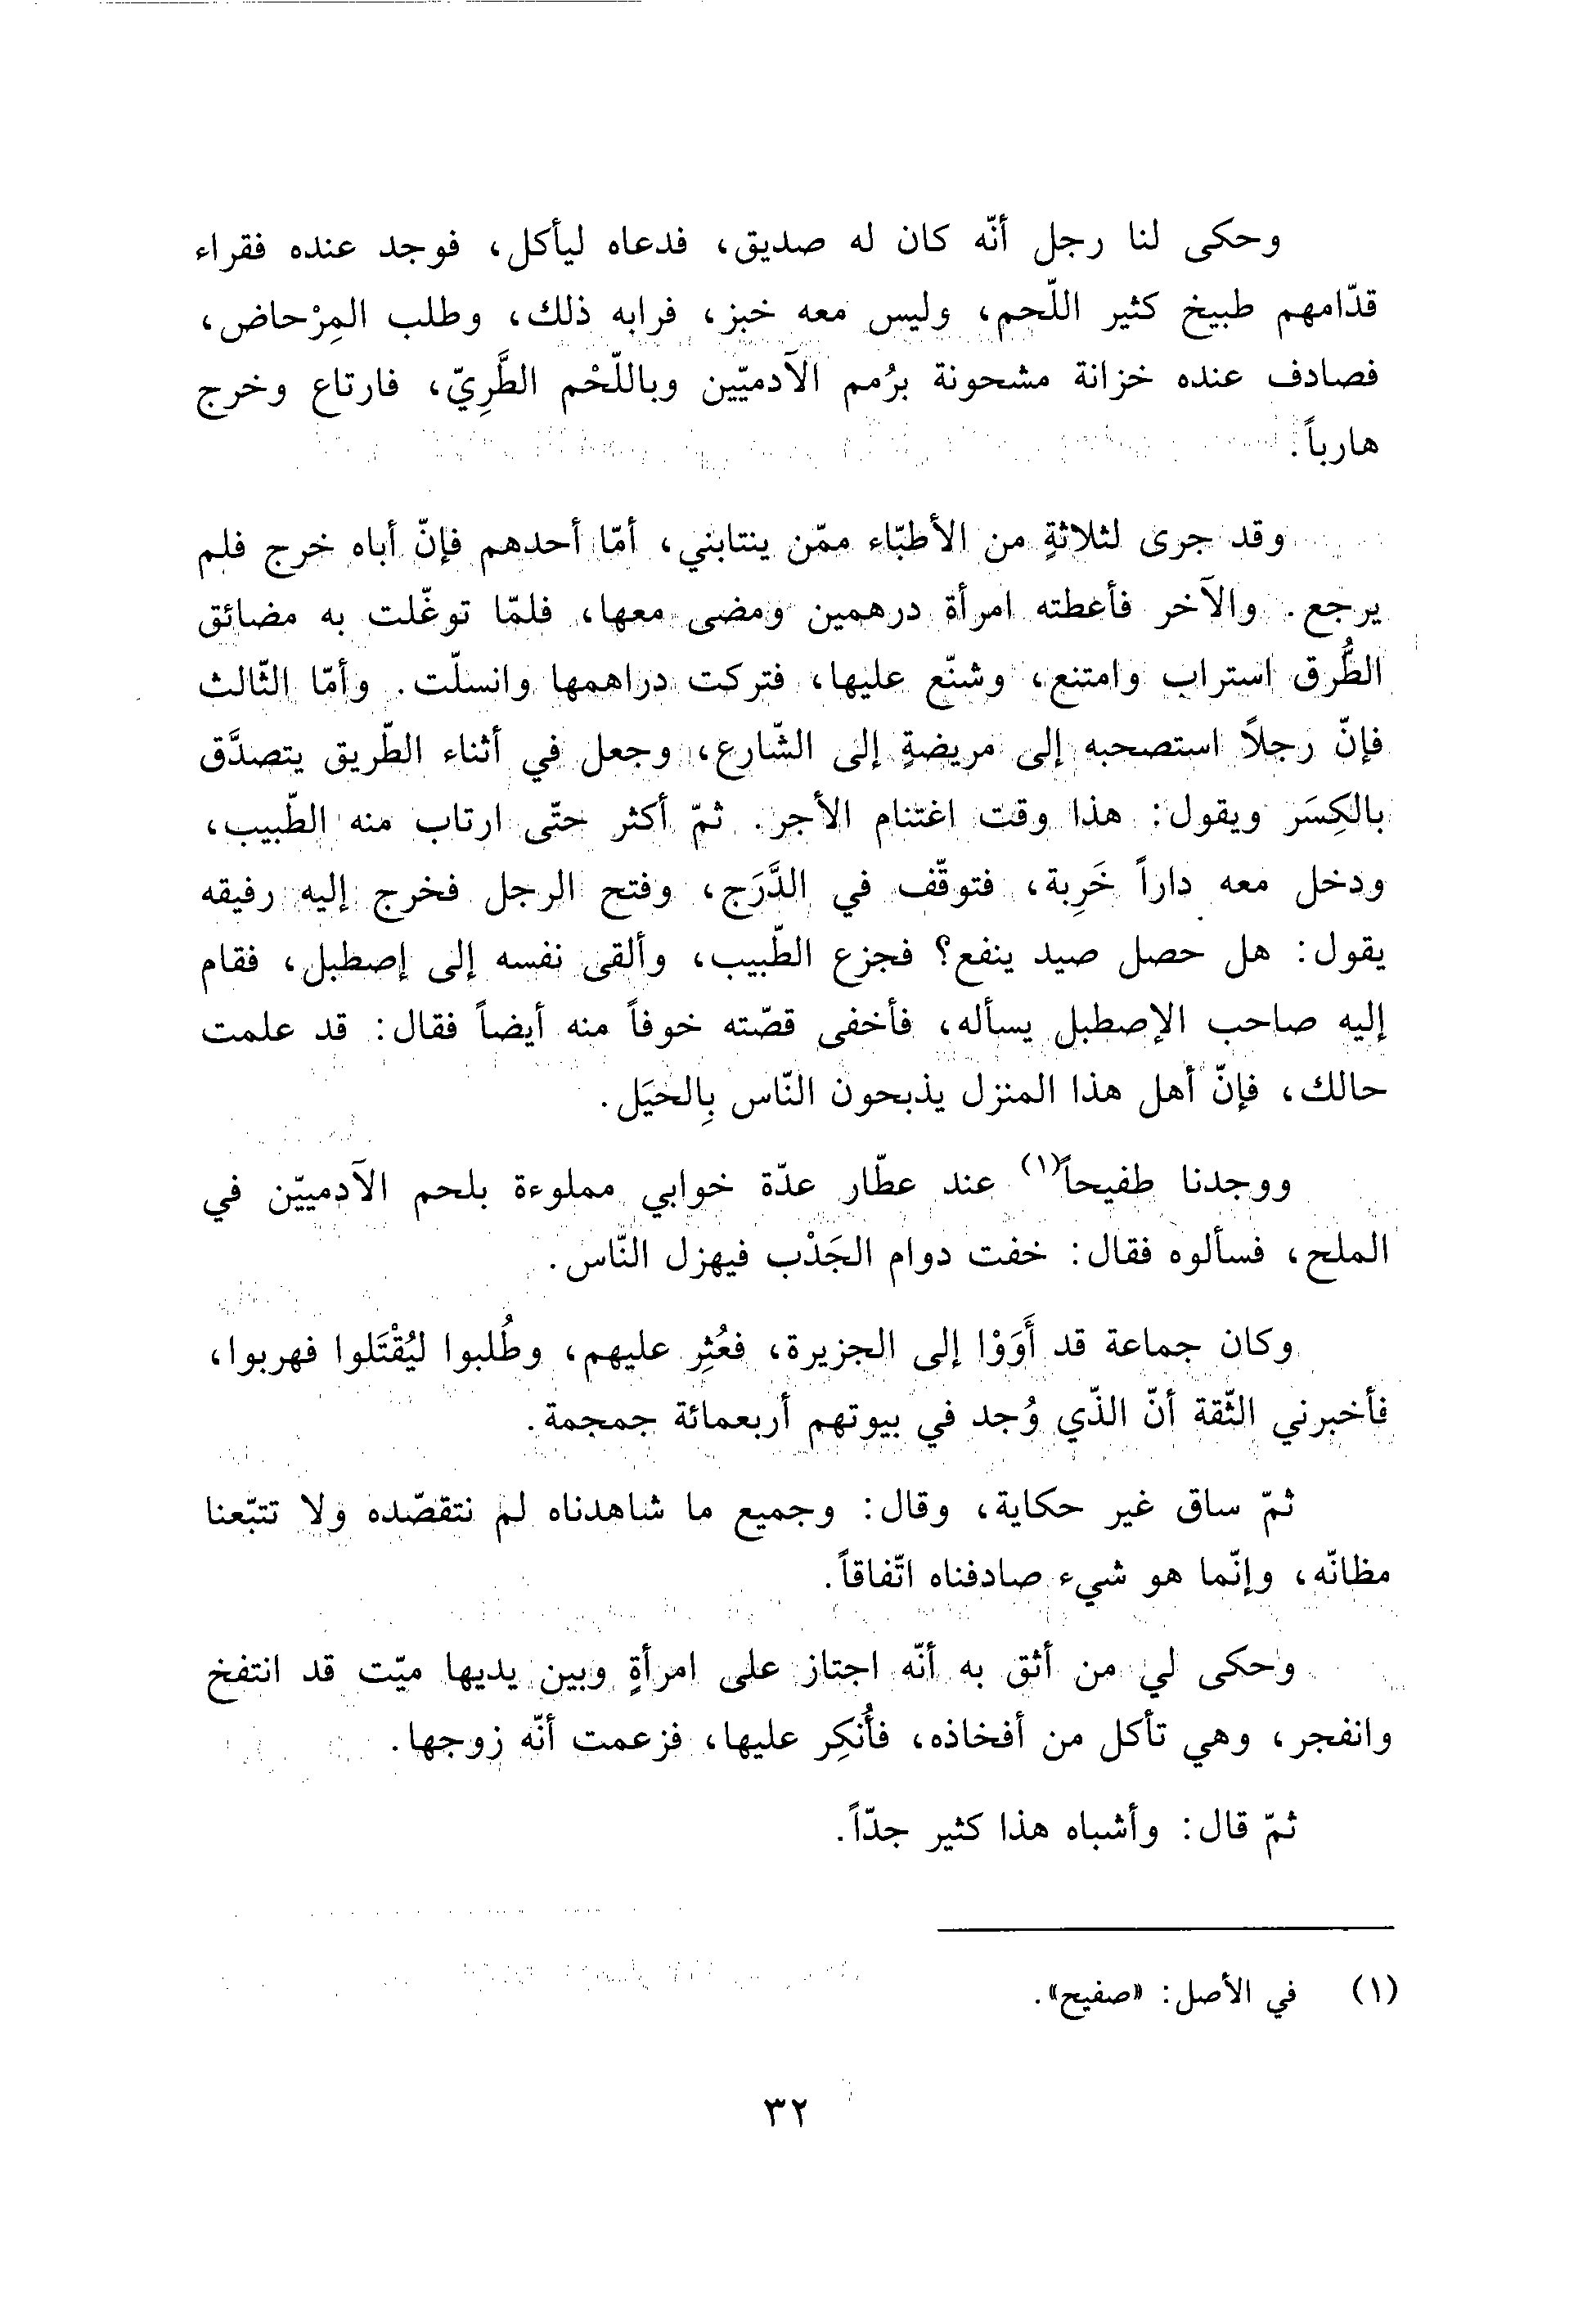 وحكى لنا رجل أنّه كان له صديق، فدعاه ليأكل، فوجد عنده فقراء
قدّامهم طبيخ كثير اللّحم، وليس معه خبز، فرابه ذلك، وطلب المِرْحاض،
فصادف عنده خزانة مشحونة برُمم الآدميّين وباللّحْم الطَّرِيّ، فارتاع وخرج
هارباً.
وقد جرى لثلاثةٍ من الأطبّاء ممّن ينتابني، أمّا أحدهم فإنّ أباه خرج فلم
يرجع. والآخر فأعطته امرأة درهمين ومضى معها، فلمّا توغّلت به مضائق
الطُّرق استراب وامتنع، وشنّع عليها، فتركت دراهمها وانسلّت. وأمّا الثّالث
فإنّ رجلاً استصحبه إلى مريضةٍ إلى الشّارع، وجعل في أثناء الطّريق يتصدَّق
بالكِسَر ويقول: هذا وقت اغتنام الأجر. ثمّ أكثر حتّى ارتاب منه الطّبيب،
ودخل معه داراً خَرِبة، فتوقّف في الدَّرَج، وفتح الرجل فخرج إليه رفيقه
يقول: هل حصل صيد ينفع؟ فجزع الطّبيب، وألقى نفسه إلى إصطبل، فقام
إليه صاحب الإصطبل يسأله، فأخفى قصّته خوفاً منه أيضاً فقال: قد علمت
حالك، فإنّ أهل هذا المنزل يذبحون النّاس بِالحيَل.
ووجدنا طفيحاً(١) عند عطّار عدّة خوابي مملوءة بلحم الآدمييّن في
الملح، فسألوه فقال: خفت دوام الجَدْب فيهزل النّاس.
وكان جماعة قد أَوَوْا إلى الجزيرة، فعُثِر عليهم، وطُلبوا ليُقْتَلوا فهربوا،
فأخبرني الثّقة أنّ الذّي وُجد في بيوتهم أربعمائة جمجمة.
ثمّ ساق غير حكاية، وقال: وجميع ما شاهدناه لم نتقصّده ولا تتبّعنا
مظانّه، وإنّما هو شيء صادفناه اتّفاقاً.
وحكى لي من أثق به أنّه اجتاز على امرأةٍ وبين يديها ميّت قد انتفخ
وانفجر، وهي تأكل من أفخاذه، فأُنكِر عليها، فزعمت أنّه زوجها.
ثمّ قال: وأشباه هذا كثير جدّاً.
(١) في الأصل: «صفيح».
٣٢